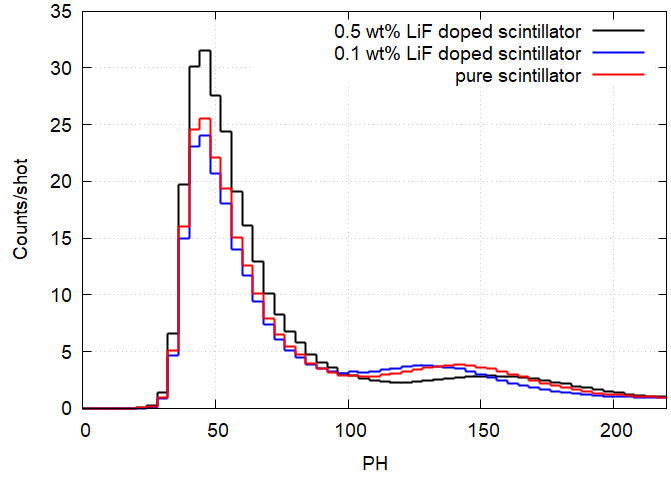 0.5 wt% LiF doped scintillator
0.1 wt% LiF doped scintillator
pure scintillator
35
30
25
20
15
10
5
0
Counts/shot
0 50 100 150 200
PH